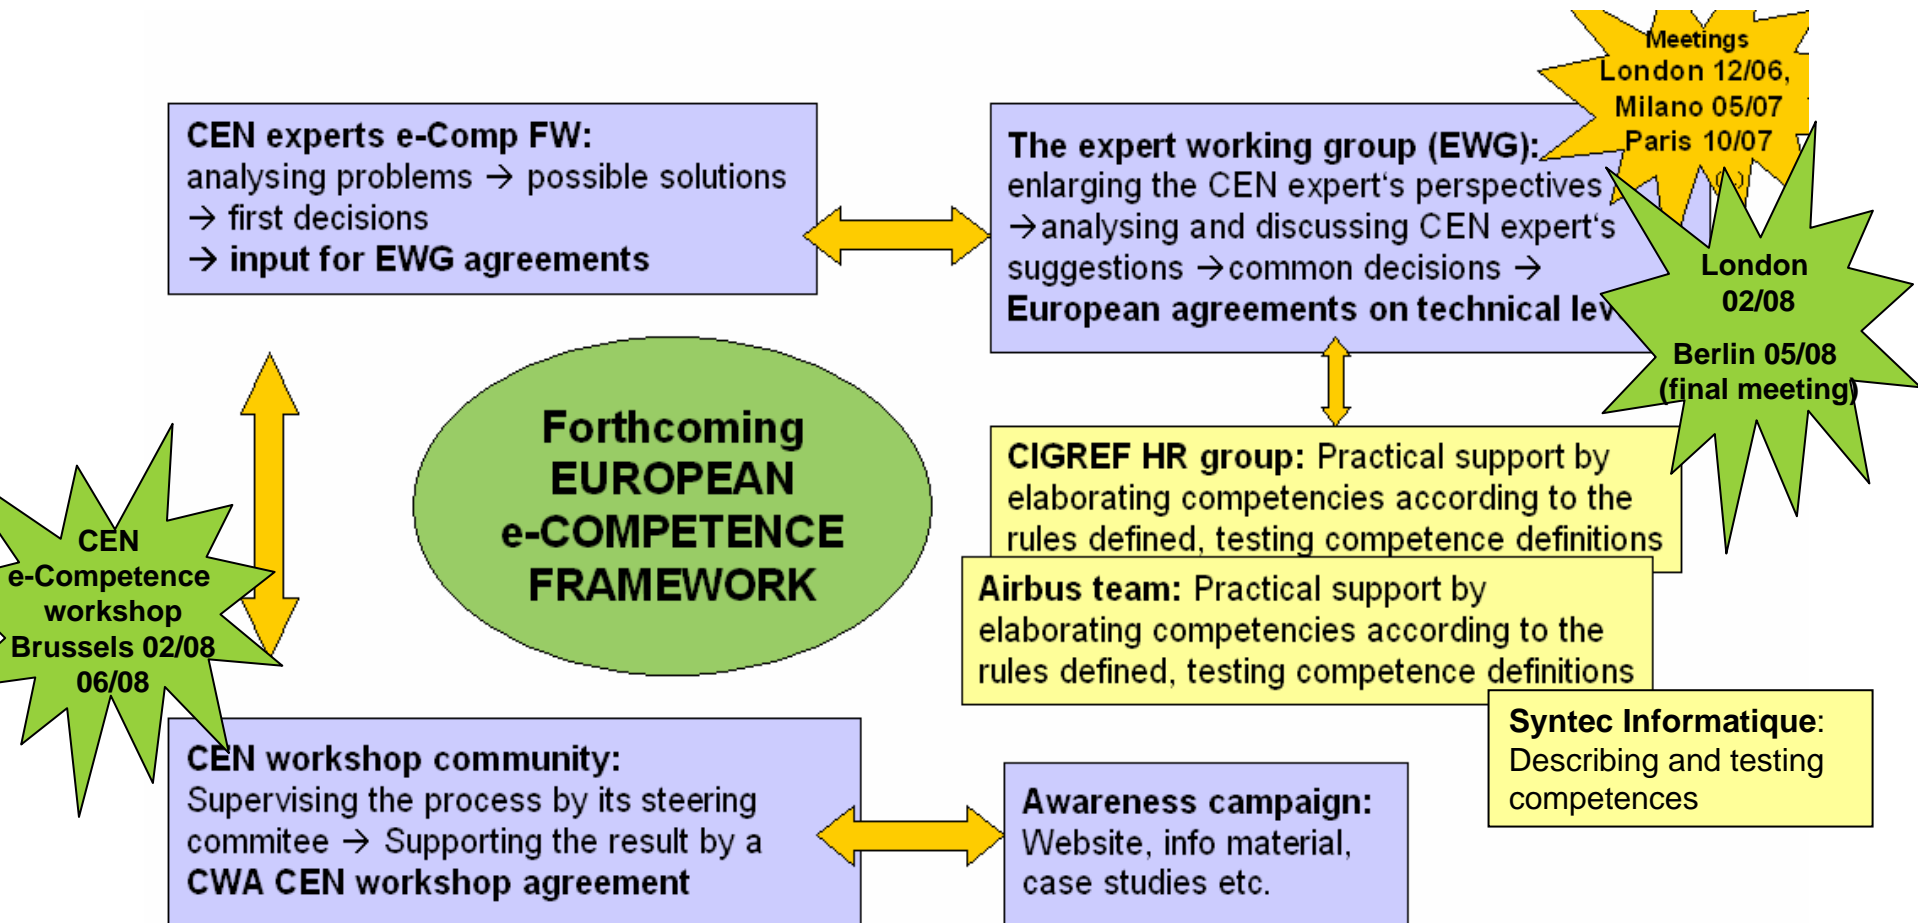 Meetings
London 12/06,
Milano 05/07
Paris 10/07
CEN experts e-Comp FW:
analysing problems → possible solutions
→ first decisions
→ input for EWG agreements
The expert working group (EWG):
enlarging the CEN expert‘s perspectives
→analysing and discussing CEN expert‘s
suggestions →common decisions →
European agreements on technical lev
London
02/08
Berlin 05/08
(final meeting)
Forthcoming
EUROPEAN
e-COMPETENCE
FRAMEWORK
CIGREF HR group: Practical support by
elaborating competencies according to the
rules defined, testing competence definitions
Airbus team: Practical support by
elaborating competencies according to the
rules defined, testing competence definitions
Syntec Informatique:
Describing and testing
competences
CEN
e-Competence
workshop
Brussels 02/08
06/08
CEN workshop community:
Supervising the process by its steering
commitee → Supporting the result by a
CWA CEN workshop agreement
Awareness campaign:
Website, info material,
case studies etc.